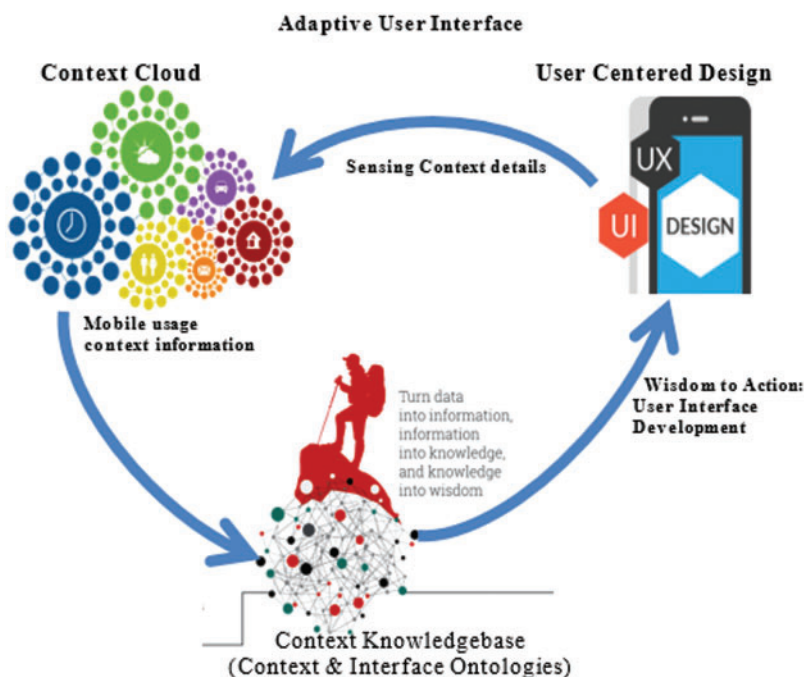 Adaptive User Interface
Context Cloud
User Centered Design
Sensing Context details
UX
UI
DESIGN
Mobile usage
context information
Turn data
into information,
information
into knowledge,
and knowledge
into wisdom
Wisdom to Action:
User Interface
Development
Context Knowledgebase
(Context & Interface Ontologies)